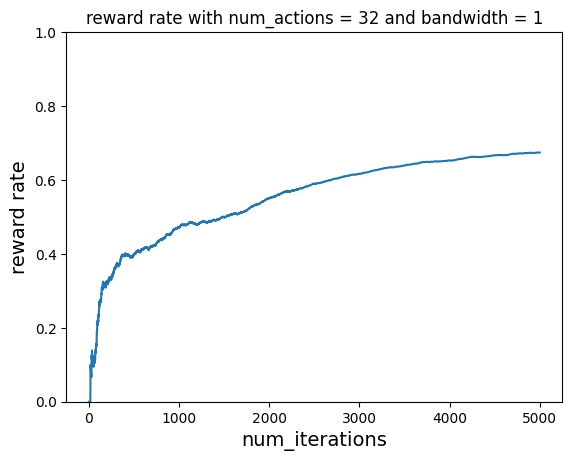 reward rate with num_actions = 32 and bandwidth = 1
1.0
0.8
0.6
0.4
0.2
0.0
reward rate
0 1000 2000 3000 4000 5000
num_iterations